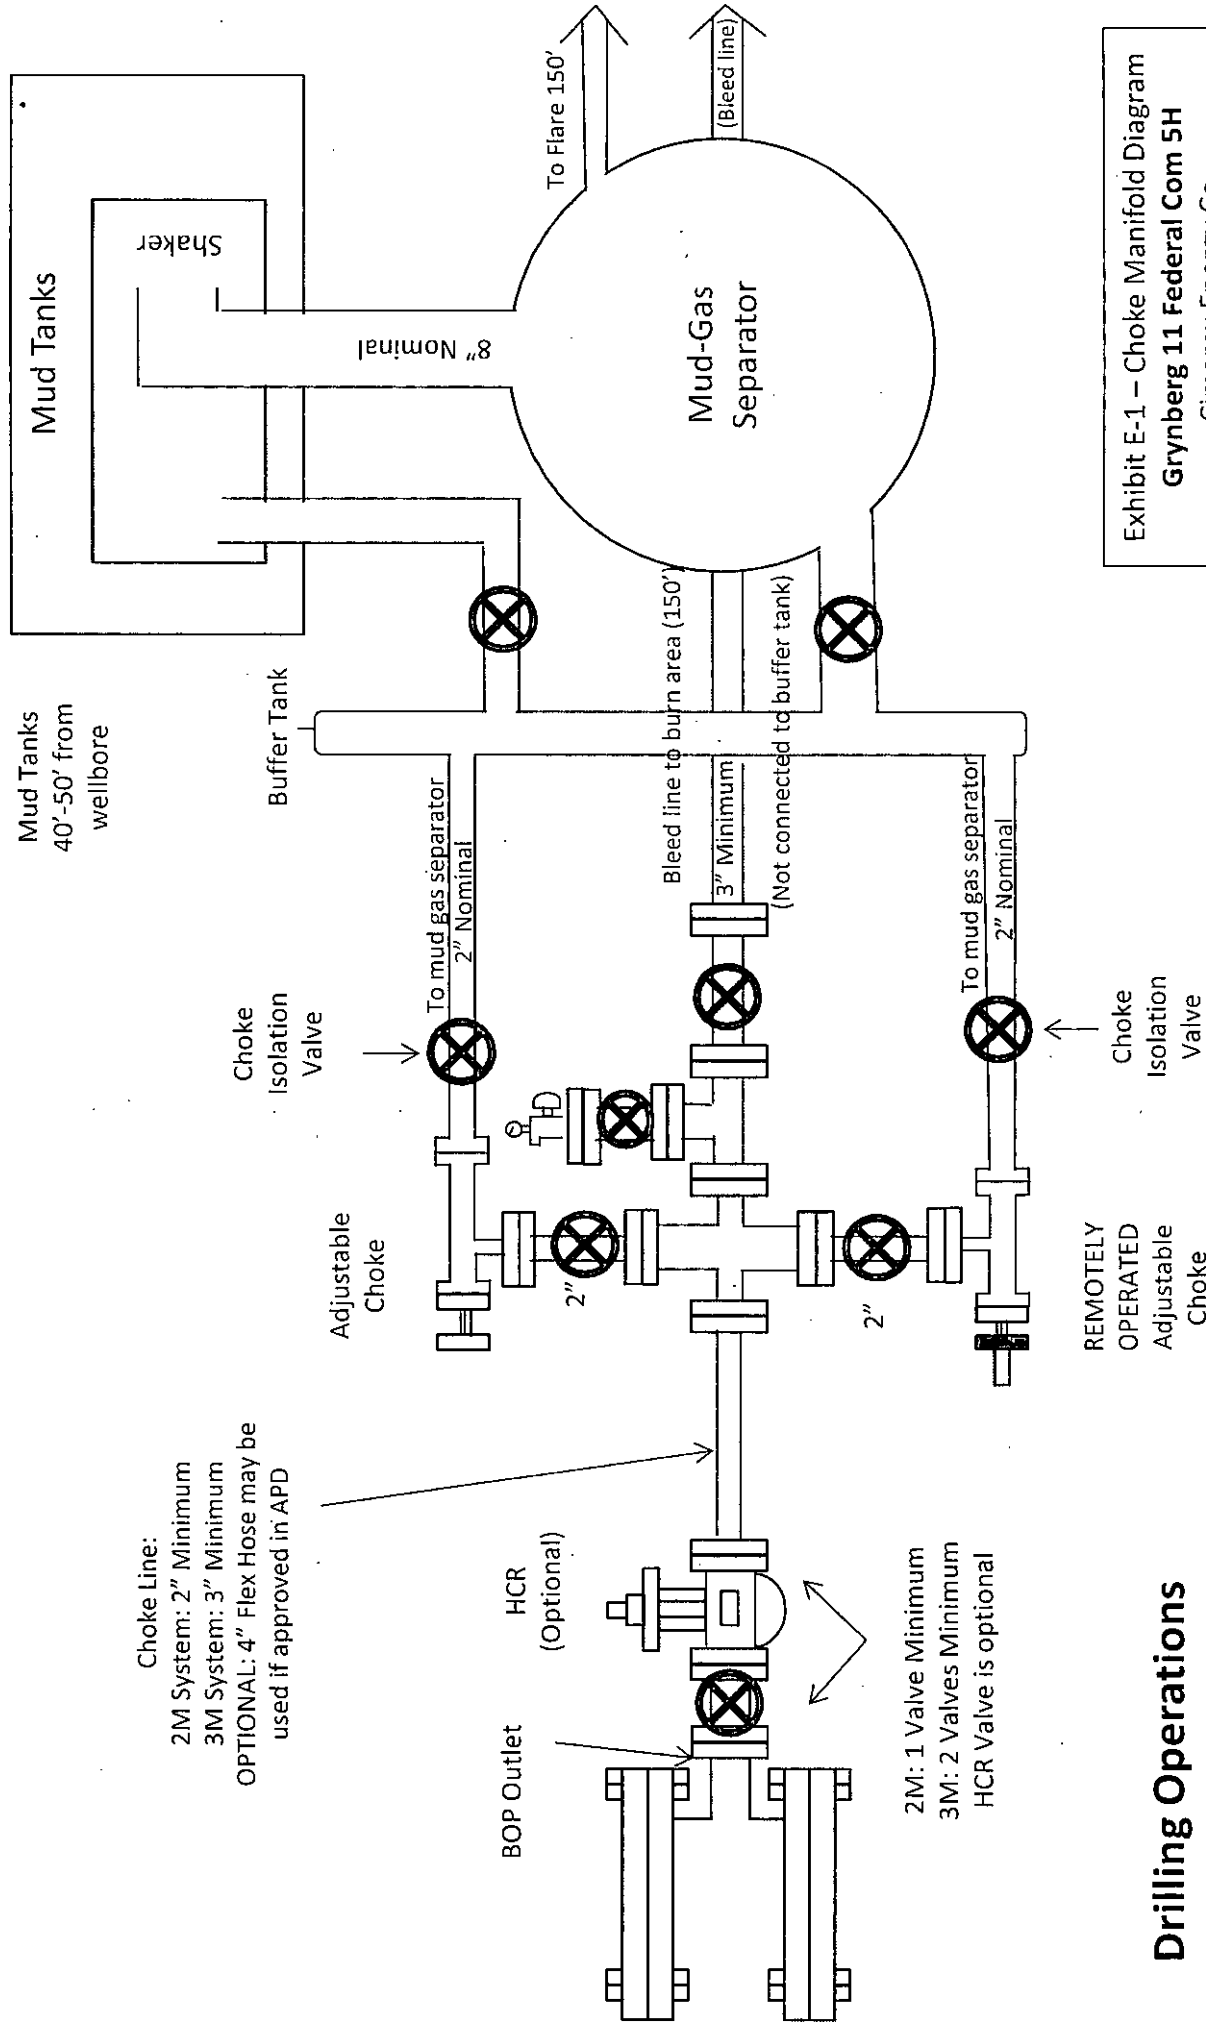 Mud Tanks
40'-50' from
wellbore
Mud Tanks
Shaker
8" Nominal
Buffer Tank
To Flare 150'
(Bleed line)
Mud-Gas
Separator
Choke
Isolation
Valve
To mud gas separator
2" Nominal
Bleed line to burn area (150')
3" Minimum
(Not connected to buffer tank)
To mud gas separator
2" Nominal
Choke
Isolation
Valve
Adjustable
Choke
2"
2"
REMOTELY
OPERATED
Adjustable
Choke
Choke Line:
2M System: 2" Minimum
3M System: 3" Minimum
OPTIONAL: 4" Flex Hose may be
used if approved in APD
HCR
(Optional)
BOP Outlet
2M: 1 Valve Minimum
3M: 2 Valves Minimum
HCR Valve is optional
Drilling Operations
Exhibit E-1 – Choke Manifold Diagram
Grynberg 11 Federal Com 5H